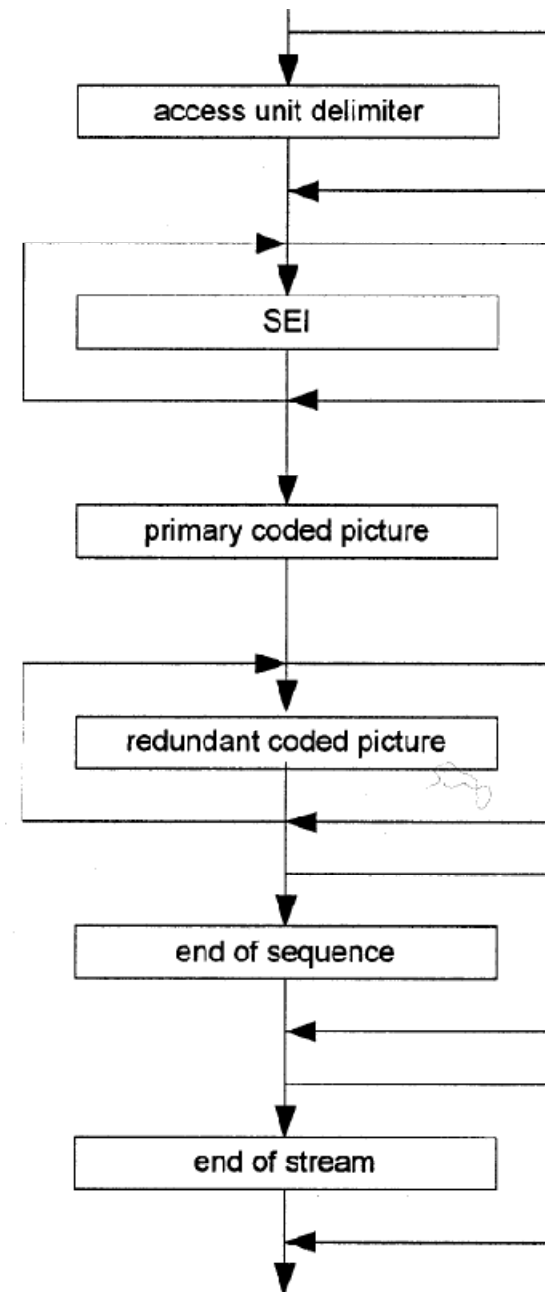 access unit delimiter
SEI
primary coded picture
redundant coded picture
end of sequence
end of stream